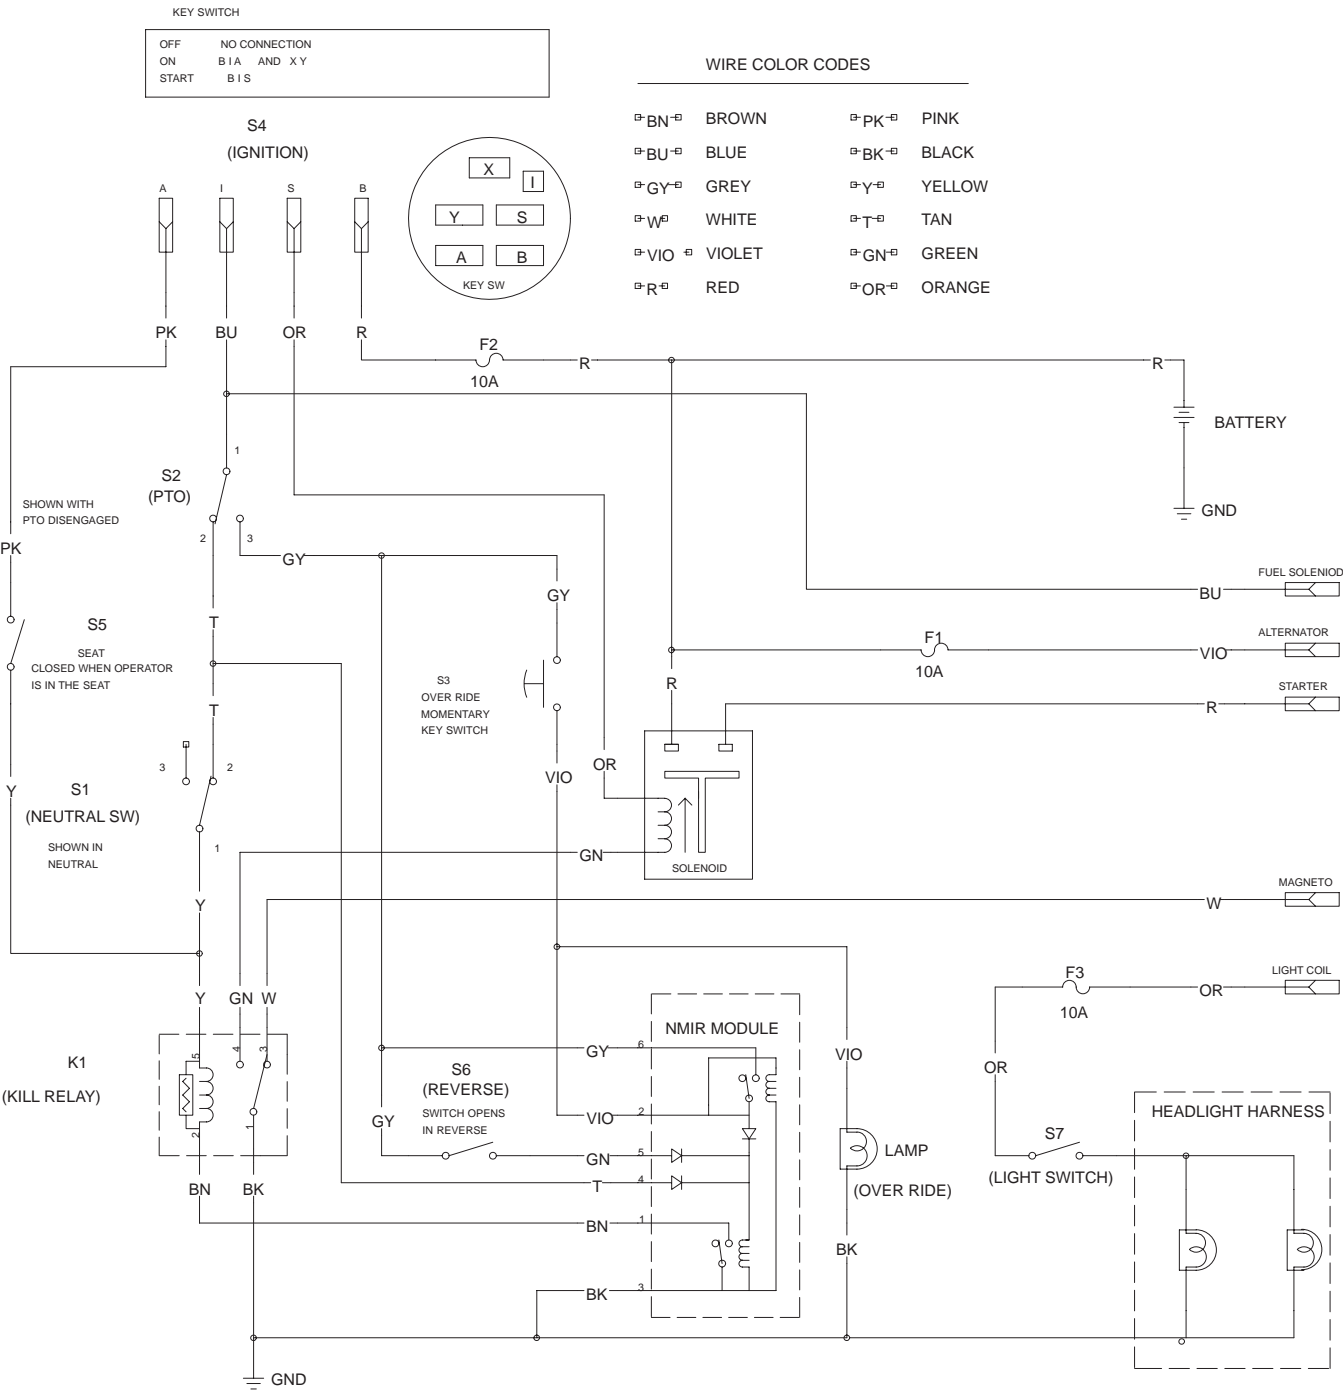 KEY SWITCH
OFF NO CONNECTION
ON B I A AND X Y
START B I S
WIRE COLOR CODES
BN BROWN PK PINK
BU BLUE BK BLACK
GY GREY Y YELLOW
W WHITE T TAN
VIO VIOLET GN GREEN
R RED OR ORANGE
S4
(IGNITION)
A I S B
X
I
Y S
A B
KEY SW
PK BU OR R
F2
10A
R
R
BATTERY
GND
1
S2
(PTO)
SHOWN WITH
PTO DISENGAGED
2 3
PK
GY
GY
T
FUEL SOLENIOD
BU
S5
SEAT
CLOSED WHEN OPERATOR
IS IN THE SEAT
F1
10A
ALTERNATOR
VIO
S3
OVER RIDE
MOMENTARY
KEY SWITCH
R
STARTER
R
T
3 2
VIO
OR
Y
S1
(NEUTRAL SW)
SHOWN IN
NEUTRAL
1
GN
SOLENOID
MAGNETO
W
Y
Y GN W
F3
10A
LIGHT COIL
OR
NMIR MODULE
K1
(KILL RELAY)
5 4 3
2 1
GY 6
S6
(REVERSE)
SWITCH OPENS
IN REVERSE
GY
VIO 2
GN 5
T 4
BN 1
BK 3
BN BK
VIO
LAMP
(OVER RIDE)
BK
OR
S7
(LIGHT SWITCH)
HEADLIGHT HARNESS
GND